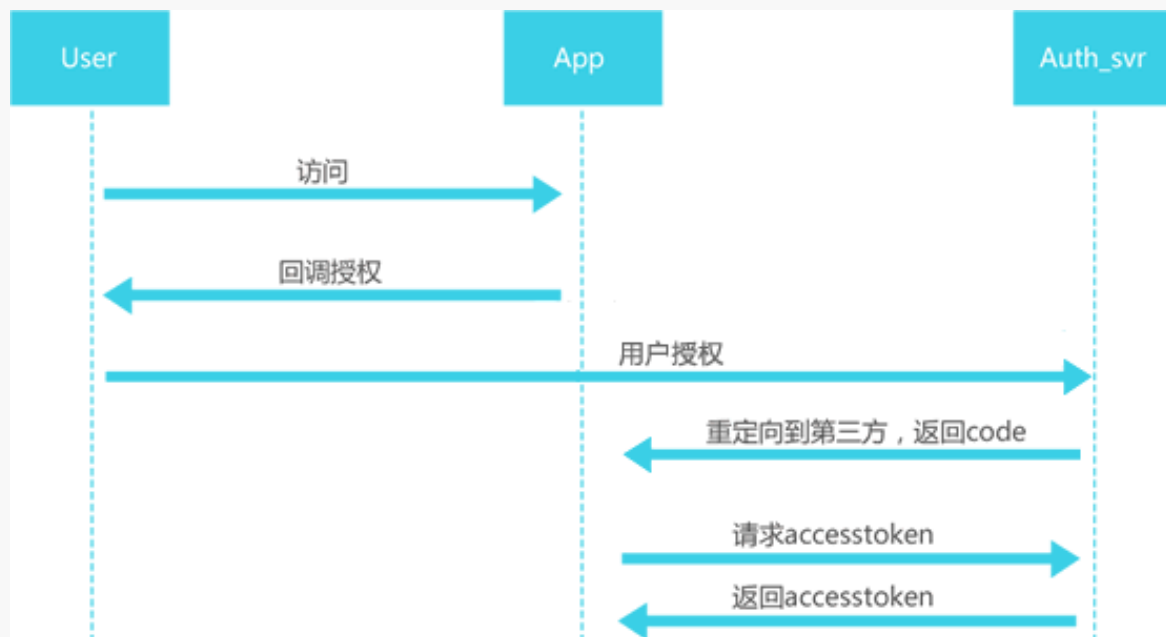 User
App
Auth_svr
访问
回调授权
用户授权
重定向到第三方，返回code
请求accesstoken
返回accesstoken